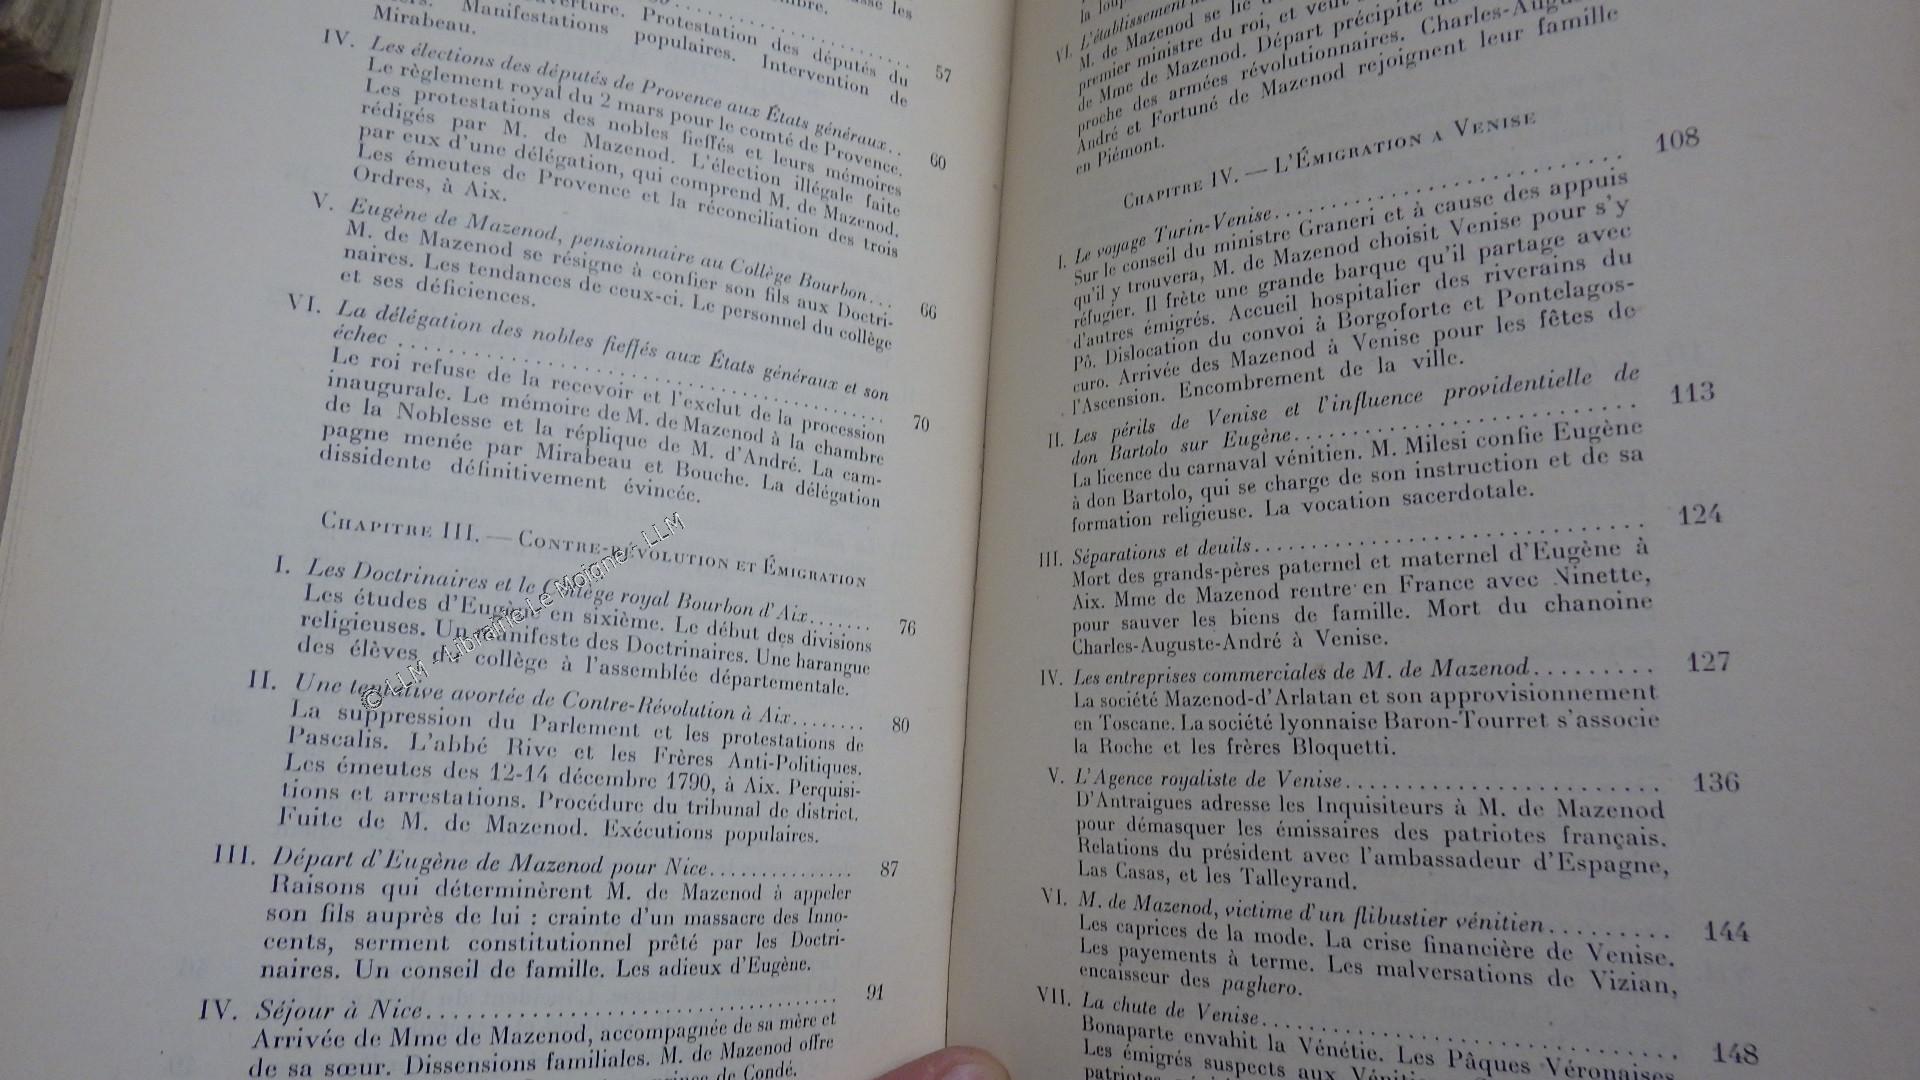 Protestation des députés du
Manifestations populaires. Intervention de
Mirabeau.
57
IV. Les élections des députés de Provence aux États généraux.. 60
Le règlement royal du 2 mars pour le comté de Provence.
Les protestations des nobles fieffés et leurs mémoires
rédigés par M. de Mazenod. L'élection illégale faite
par eux d'une délégation, qui comprend M. de Mazenod.
Les émeutes de Provence et la réconciliation des trois
Ordres, à Aix.
V. Eugène de Mazenod, pensionnaire au Collège Bourbon... 66
M. de Mazenod se résigne à confier son fils aux Doctri-
naires. Les tendances de ceux-ci. Le personnel du collège
et ses déficiences.
VI. La délégation des nobles fieffés aux États généraux et son
échec .......... 70
Le roi refuse de la recevoir et l'exclut de la procession
inaugurale. Le mémoire de M. de Mazenod à la chambre
de la Noblesse et la réplique de M. d'André. La cam-
pagne menée par Mirabeau et Bouche. La délégation
dissidente définitivement évincée.
Chapitre III. — Contre-révolution et Émigration
I. Les Doctrinaires et le Collège royal Bourbon d'Aix....... 76
Les études d'Eugène en sixième. Le début des divisions
religieuses. Un manifeste des Doctrinaires. Une harangue
des élèves du collège à l'assemblée départementale.
II. Une tentative avortée de Contre-Révolution à Aix........ 80
La suppression du Parlement et les protestations de
Pascalis. L'abbé Rive et les Frères Anti-Politiques.
Les émeutes des 12-14 décembre 1790, à Aix. Perquisi-
tions et arrestations. Procédure du tribunal de district.
Fuite de M. de Mazenod. Exécutions populaires.
III. Départ d'Eugène de Mazenod pour Nice............... 87
Raisons qui déterminèrent M. de Mazenod à appeler
son fils auprès de lui : crainte d'un massacre des Inno-
cents, serment constitutionnel prêté par les Doctri-
naires. Un conseil de famille. Les adieux d'Eugène.
IV. Séjour à Nice.......... 91
Arrivée de Mme de Mazenod, accompagnée de sa mère et
de sa sœur. Dissensions familiales. M. de Mazenod offre
de Condé.
© LLM - Librairie Le Moigne - LLM
VI. L'établissement
M. de Mazenod se lie
premier ministre du roi, et veut
de Mme de Mazenod. Départ précipité
proche des armées révolutionnaires. Charles-
André et Fortuné de Mazenod rejoignent leur famille
en Piémont.
Chapitre IV. — L'Émigration a Venise
I. Le voyage Turin-Venise.......... 108
Sur le conseil du ministre Graneri et à cause des appuis
qu'il y trouvera, M. de Mazenod choisit Venise pour s'y
réfugier. Il frète une grande barque qu'il partage avec
d'autres émigrés. Accueil hospitalier des riverains du
Pô. Dislocation du convoi à Borgoforte et Pontelagos-
curo. Arrivée des Mazenod à Venise pour les fêtes de
l'Ascension. Encombrement de la ville.
II. Les périls de Venise et l'influence providentielle de
don Bartolo sur Eugène.......... 113
La licence du carnaval vénitien. M. Milesi confie Eugène
à don Bartolo, qui se charge de son instruction et de sa
formation religieuse. La vocation sacerdotale.
III. Séparations et deuils.......... 124
Mort des grands-pères paternel et maternel d'Eugène à
Aix. Mme de Mazenod rentre en France avec Ninette,
pour sauver les biens de famille. Mort du chanoine
Charles-Auguste-André à Venise.
IV. Les entreprises commerciales de M. de Mazenod......... 127
La société Mazenod-d'Arlatan et son approvisionnement
en Toscane. La société lyonnaise Baron-Tourret s'associe
la Roche et les frères Bloquetti.
V. L'Agence royaliste de Venise.......... 136
D'Antraigues adresse les Inquisiteurs à M. de Mazenod
pour démasquer les émissaires des patriotes français.
Relations du président avec l'ambassadeur d'Espagne,
Las Casas, et les Talleyrand.
VI. M. de Mazenod, victime d'un flibustier vénitien......... 144
Les caprices de la mode. La crise financière de Venise.
Les payements à terme. Les malversations de Vizian,
encaisseur des paghero.
VII. La chute de Venise.......... 148
Bonaparte envahit la Vénétie. Les Pâques Véronaises
Les émigrés suspects aux